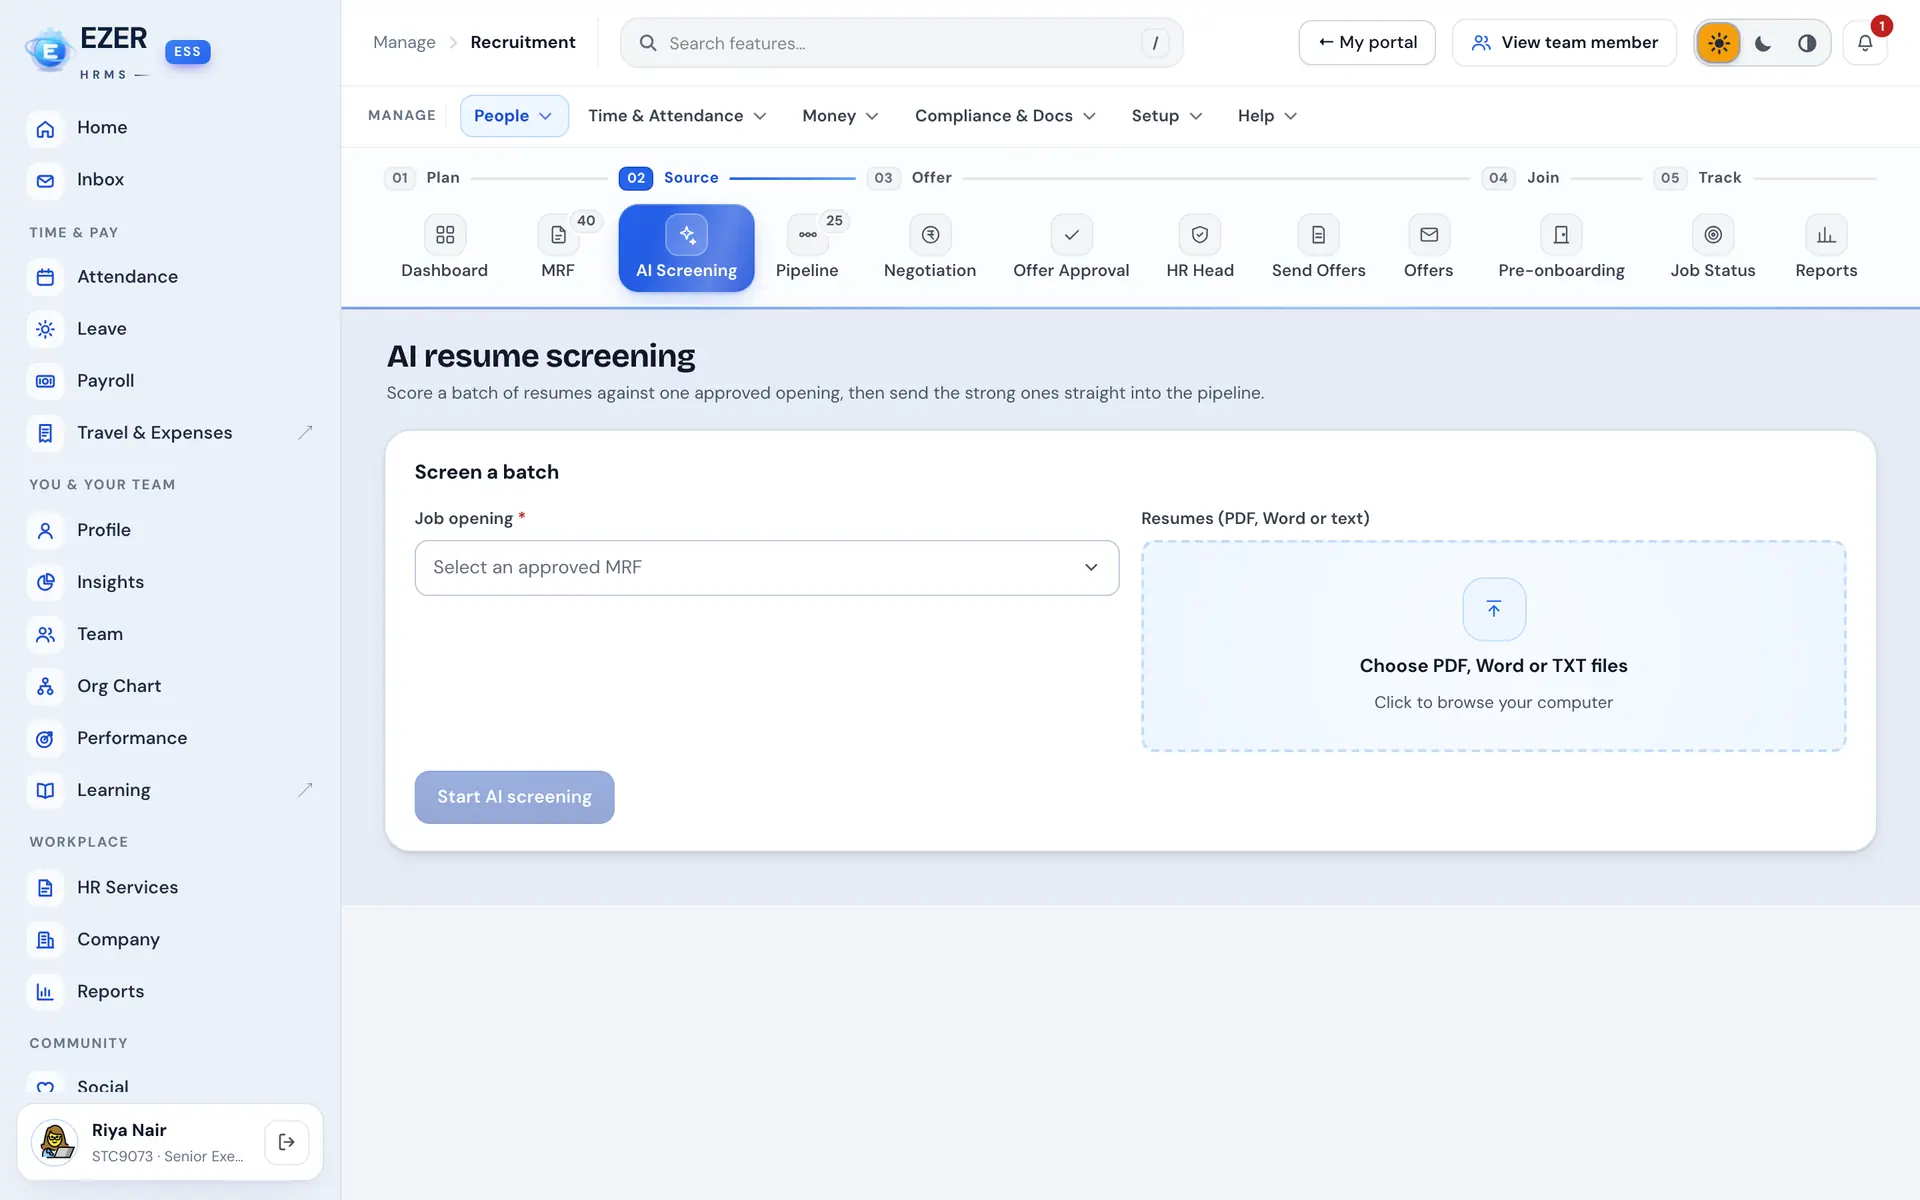 EZER
HRMS
ESS
Home
Inbox
TIME & PAY
Attendance
Leave
Payroll
Travel & Expenses
YOU & YOUR TEAM
Profile
Insights
Team
Org Chart
Performance
Learning
WORKPLACE
HR Services
Company
Reports
COMMUNITY
Social
Riya Nair
STC9073 · Senior Exe...
Manage
Recruitment
Search features...
/
← My portal
View team member
1
MANAGE
People
Time & Attendance
Money
Compliance & Docs
Setup
Help
01 Plan
02 Source
03 Offer
04 Join
05 Track
Dashboard
40
MRF
AI Screening
25
Pipeline
Negotiation
Offer Approval
HR Head
Send Offers
Offers
Pre-onboarding
Job Status
Reports
AI resume screening
Score a batch of resumes against one approved opening, then send the strong ones straight into the pipeline.
Screen a batch
Job opening *
Select an approved MRF
Resumes (PDF, Word or text)
Choose PDF, Word or TXT files
Click to browse your computer
Start AI screening